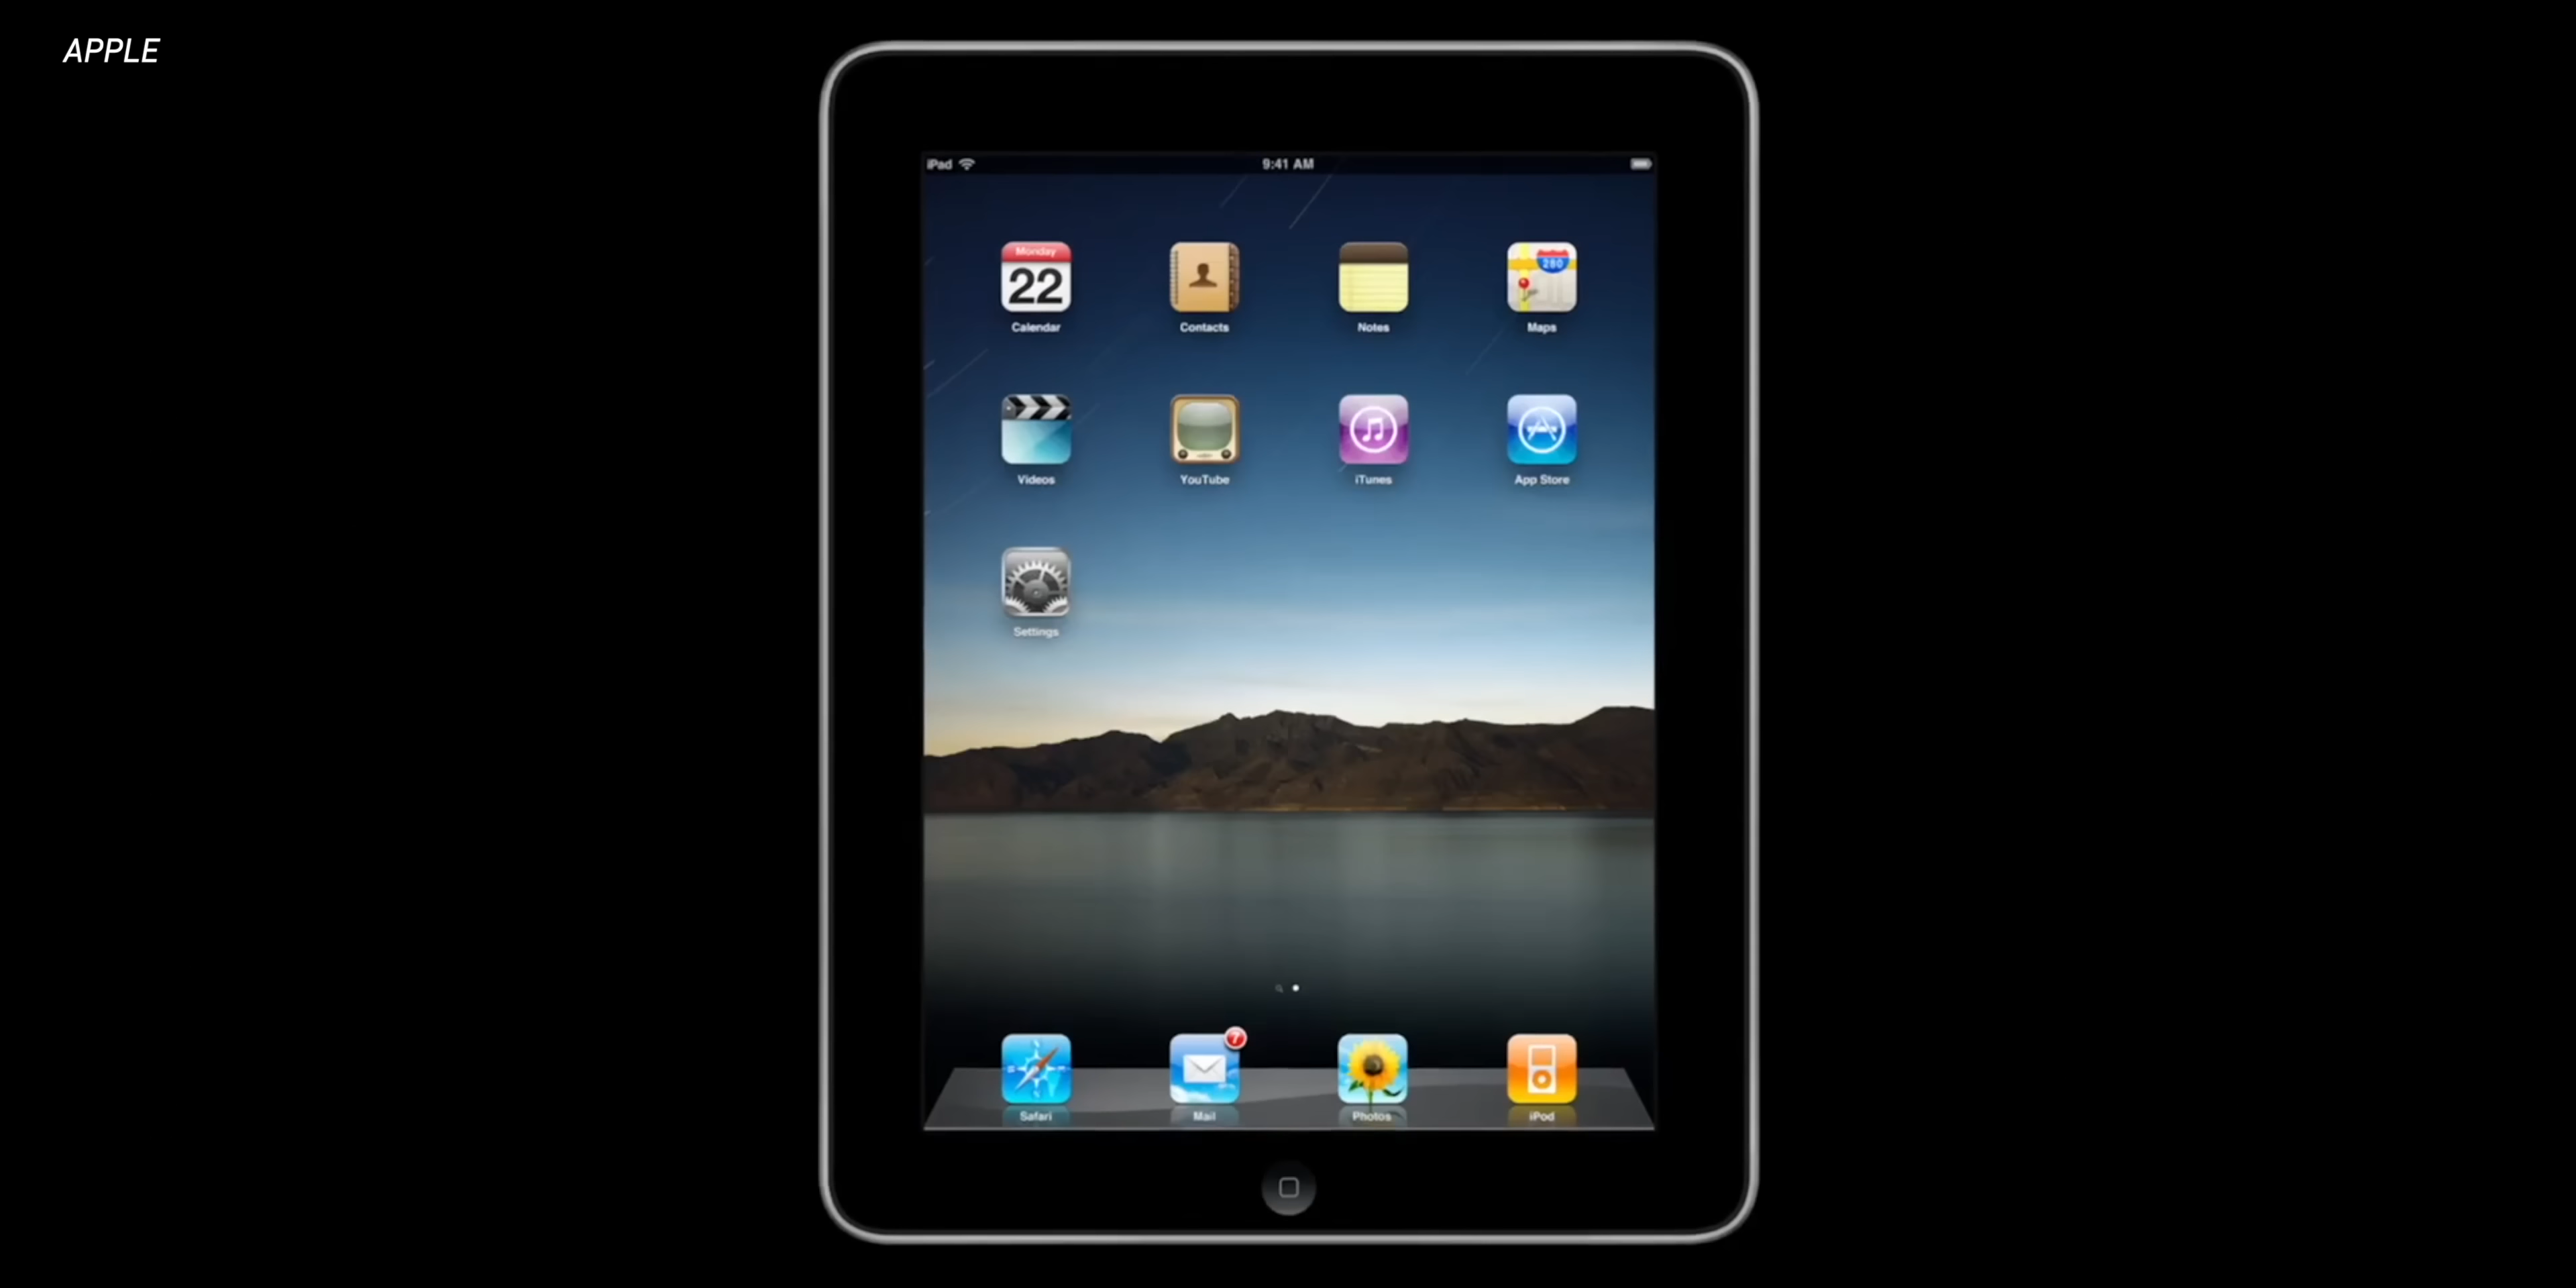 APPLE
iPad 9:41 AM
Monday
22
280
Calendar Contacts Notes Maps
Videos YouTube iTunes App Store
Settings
7
Safari Mail Photos iPod